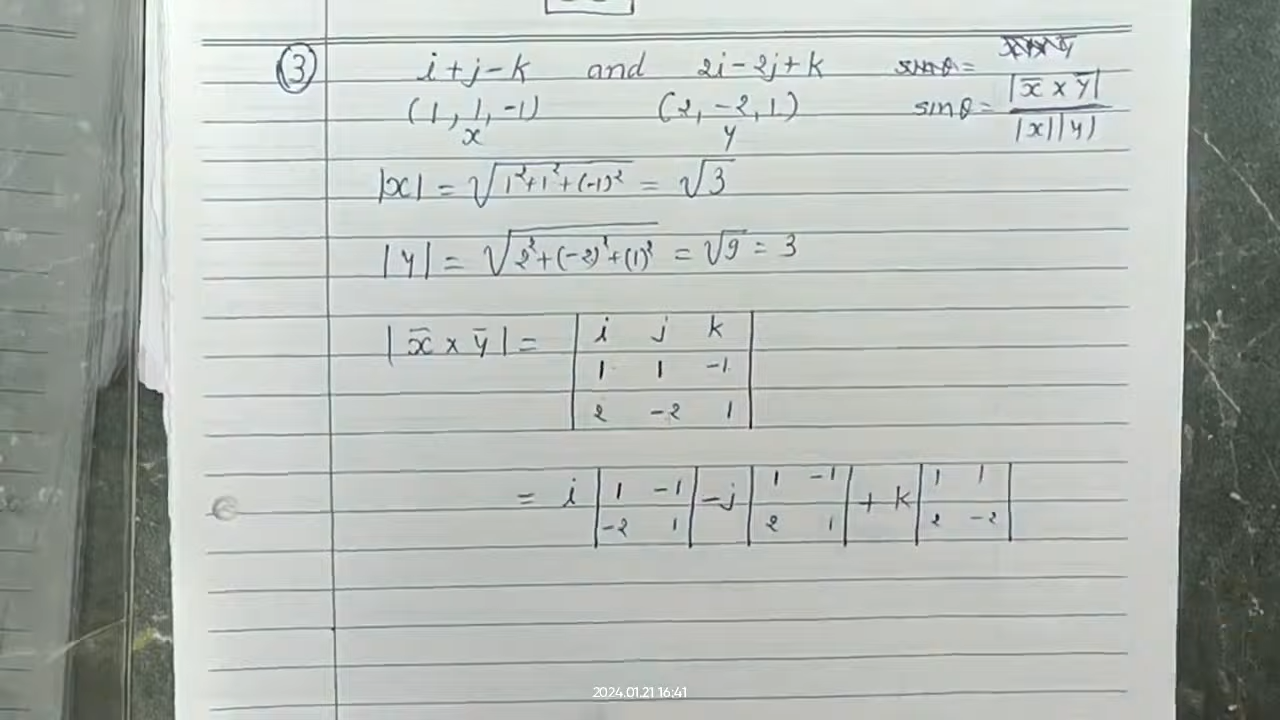 ③ i+j-k and 2i-2j+k sinθ =
(1, 1, -1) (2, -2, 1) sinθ = |x̄ × ȳ| / |x||y|
x y
|x| = √1²+1²+(-1)² = √3
|y| = √2²+(-2)²+(1)² = √9 = 3
|x̄ × ȳ| = | i j k |
| 1 1 -1 |
| 2 -2 1 |
= i | 1 -1 | -j | 1 -1 | + k | 1 1 |
| -2 1 | | 2 1 | | 2 -2 |
2024.01.21 16:41